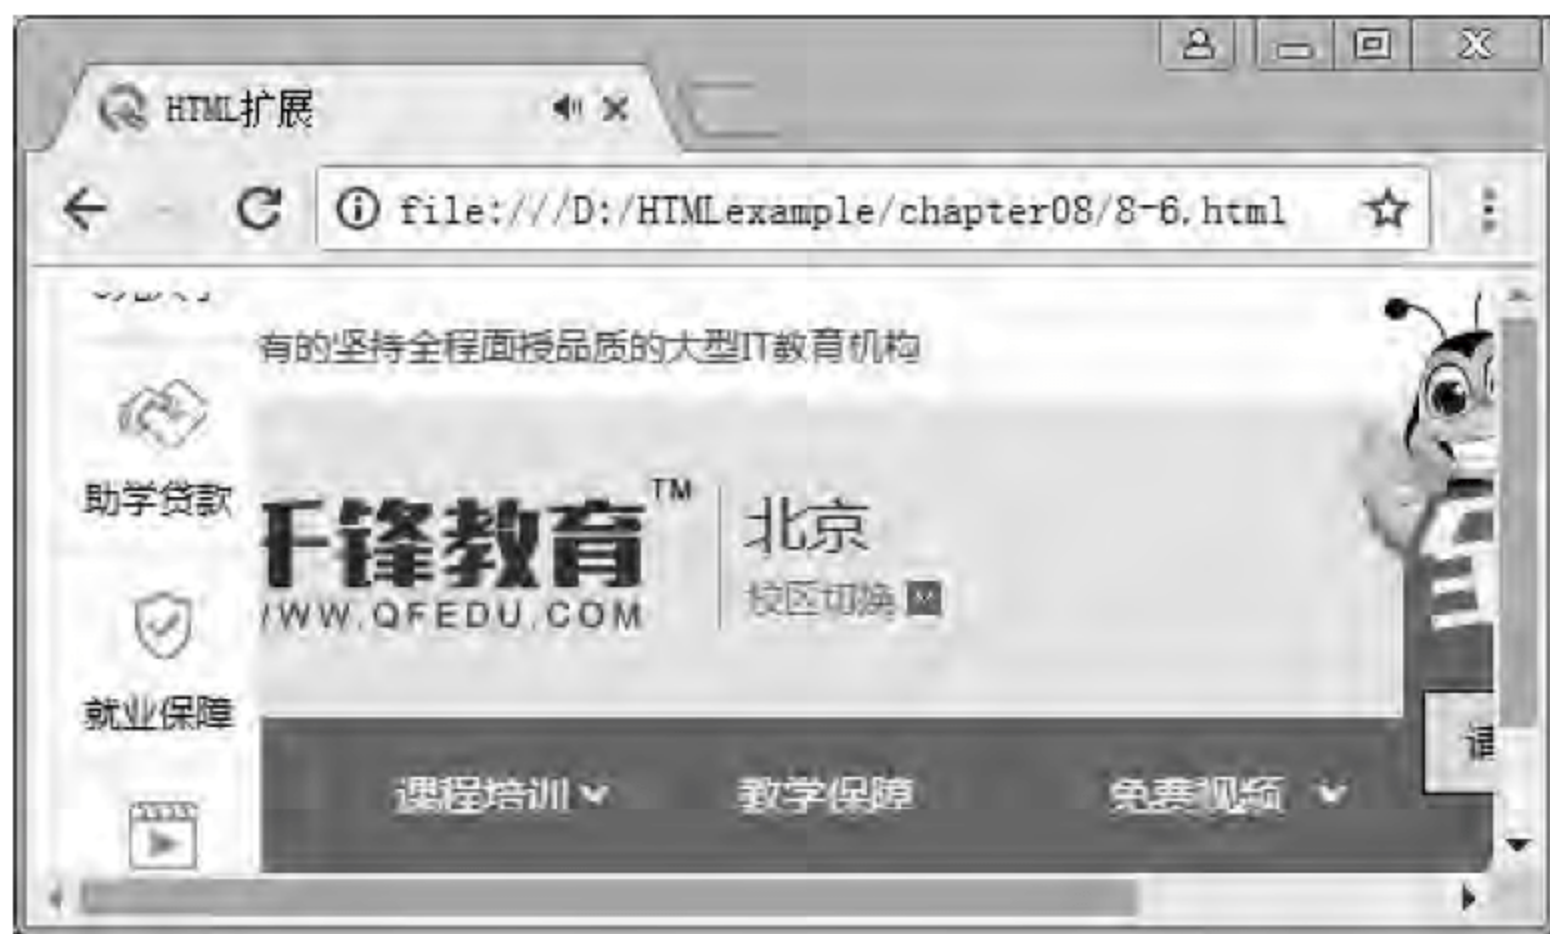 HTML扩展
file:///D:/HTMLexample/chapter08/8-6.html
有的坚持全程面授品质的大型IT教育机构
助学贷款
千锋教育TM
北京
WWW.QFEDU.COM
校区切换
就业保障
课程培训 教学保障 免费视频